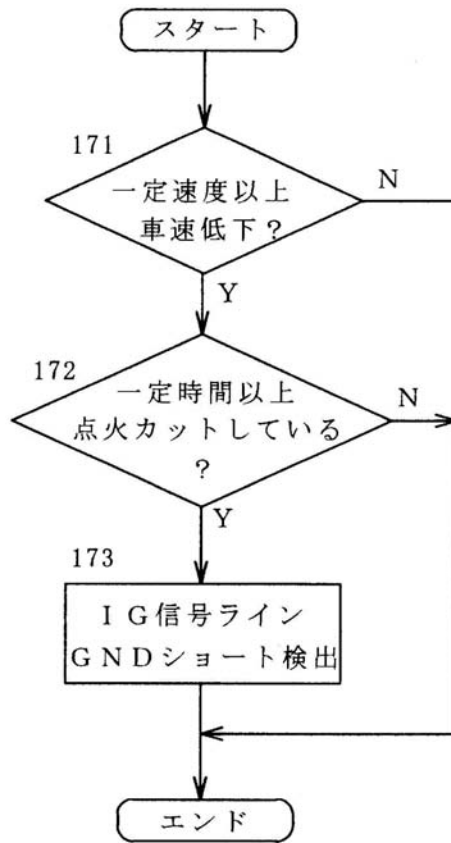 スタート
171
一定速度以上
車速低下?
N
Y
172
一定時間以上
点火カットしている
?
N
Y
173
IG信号ライン
GNDショート検出
エンド